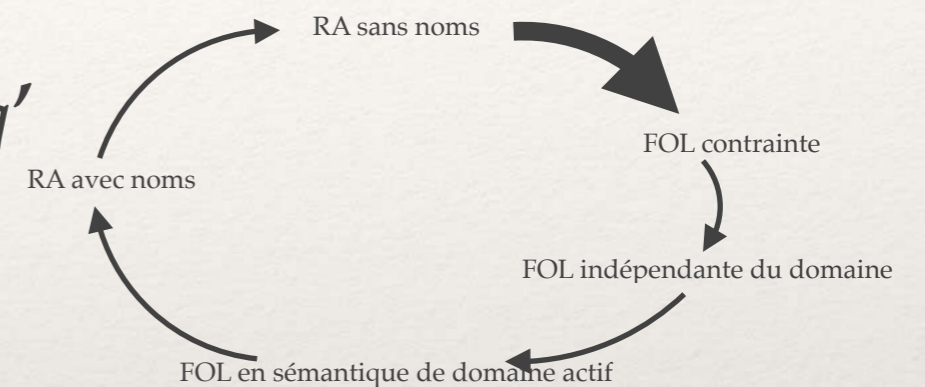 RA sans noms
FOL contrainte
RA avec noms
FOL indépendante du domaine
FOL en sémantique de domaine actif